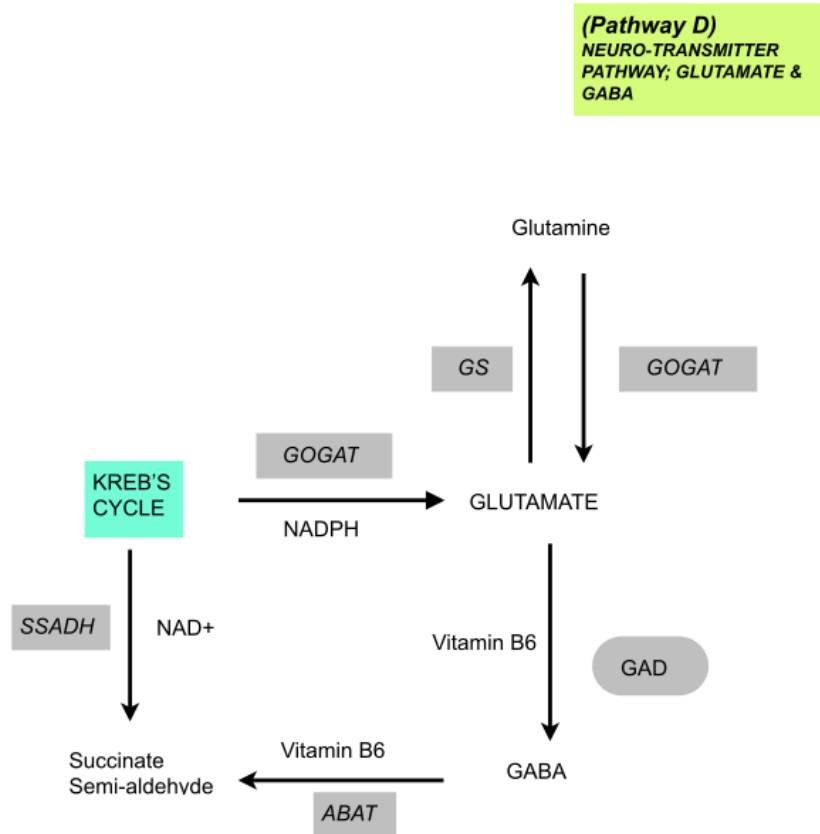 (Pathway D)
NEURO-TRANSMITTER
PATHWAY; GLUTAMATE &
GABA
Glutamine
GS
GOGAT
GOGAT
KREB'S
CYCLE
NADPH
GLUTAMATE
SSADH
NAD+
Vitamin B6
GAD
Succinate
Semi-aldehyde
Vitamin B6
ABAT
GABA